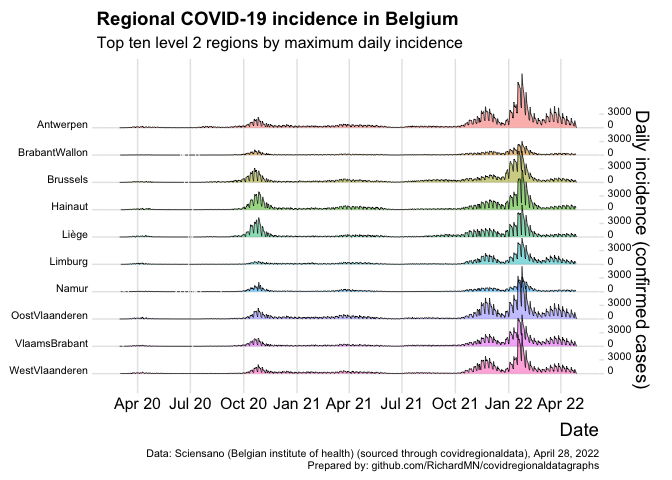 Regional COVID-19 incidence in Belgium
Top ten level 2 regions by maximum daily incidence
Antwerpen
BrabantWallon
Brussels
Hainaut
Liège
Limburg
Namur
OostVlaanderen
VlaamsBrabant
WestVlaanderen
3000
0
3000
0
3000
0
3000
0
3000
0
3000
0
3000
0
3000
0
3000
0
3000
0
Daily incidence (confirmed cases)
Apr 20 Jul 20 Oct 20 Jan 21 Apr 21 Jul 21 Oct 21 Jan 22 Apr 22
Date
Data: Sciensano (Belgian institute of health) (sourced through covidregionaldata), April 28, 2022
Prepared by: github.com/RichardMN/covidregionaldatagraphs